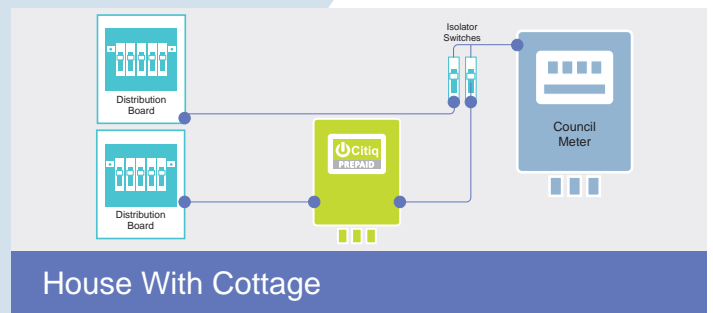 Isolator
Switches
Distribution
Board
Council
Meter
Citiq
PREPAID
Distribution
Board
House With Cottage